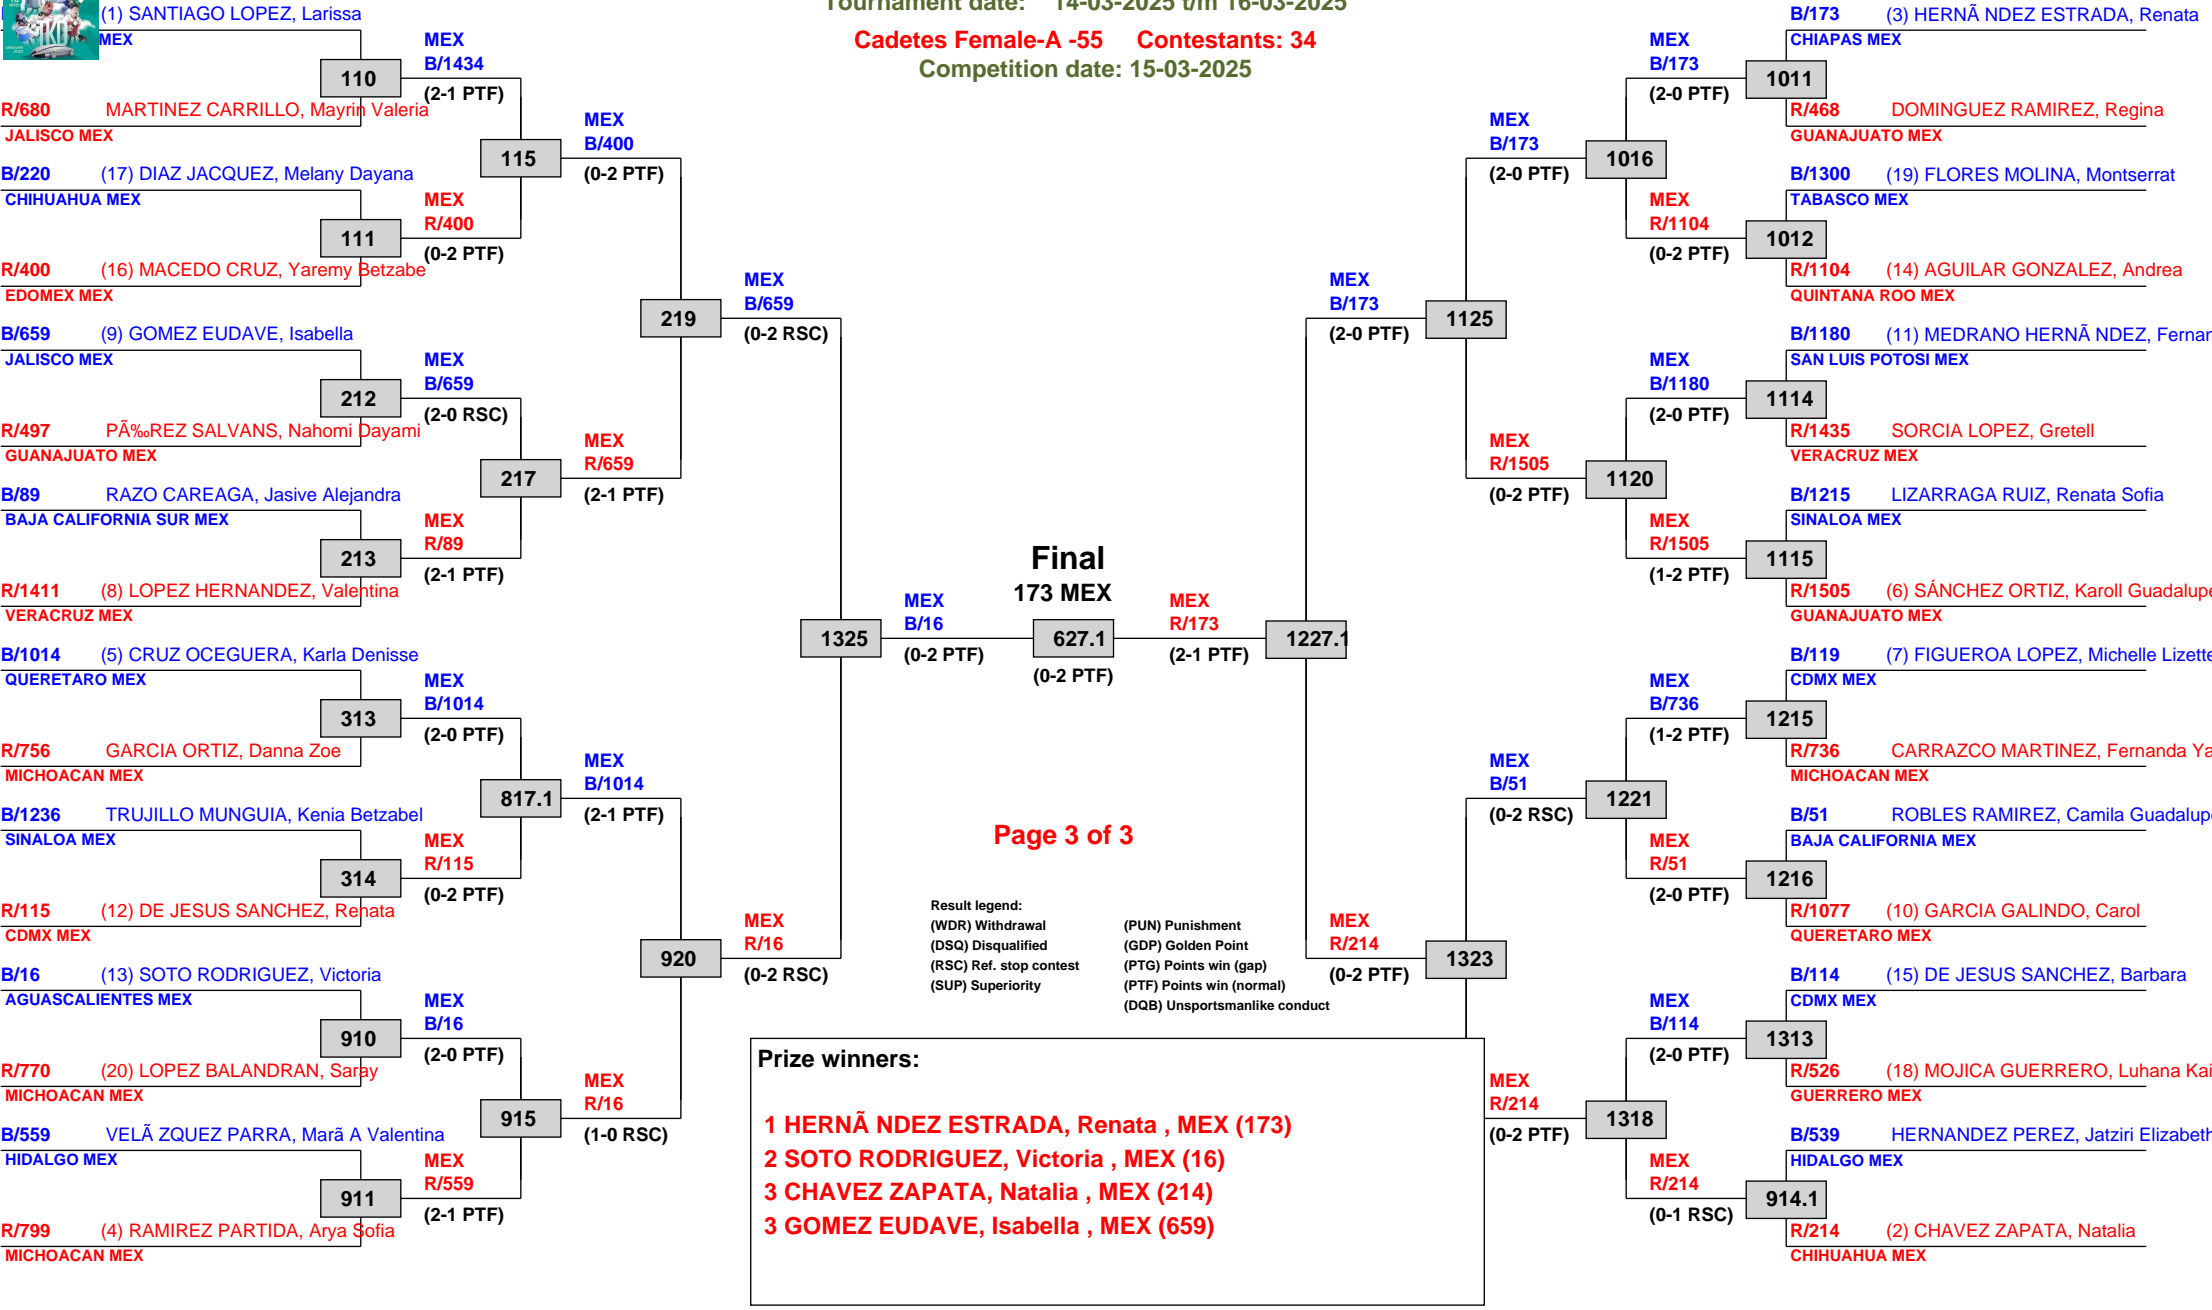 Tournament date: 14-03-2025 t/m 16-03-2025
Cadetes Female-A -55 Contestants: 34
Competition date: 15-03-2025
TKD
(1) SANTIAGO LOPEZ, Larissa
MEX
110
R/680 MARTINEZ CARRILLO, Mayrin Valeria
JALISCO MEX
B/220 (17) DIAZ JACQUEZ, Melany Dayana
CHIHUAHUA MEX
111
R/400 (16) MACEDO CRUZ, Yaremy Betzabe
EDOMEX MEX
B/659 (9) GOMEZ EUDAVE, Isabella
JALISCO MEX
212
R/497 PÃ‰REZ SALVANS, Nahomi Dayami
GUANAJUATO MEX
B/89 RAZO CAREAGA, Jasive Alejandra
BAJA CALIFORNIA SUR MEX
213
R/1411 (8) LOPEZ HERNANDEZ, Valentina
VERACRUZ MEX
B/1014 (5) CRUZ OCEGUERA, Karla Denisse
QUERETARO MEX
313
R/756 GARCIA ORTIZ, Danna Zoe
MICHOACAN MEX
B/1236 TRUJILLO MUNGUIA, Kenia Betzabel
SINALOA MEX
314
R/115 (12) DE JESUS SANCHEZ, Renata
CDMX MEX
B/16 (13) SOTO RODRIGUEZ, Victoria
AGUASCALIENTES MEX
910
R/770 (20) LOPEZ BALANDRAN, Saray
MICHOACAN MEX
B/559 VELÃ ZQUEZ PARRA, Marã A Valentina
HIDALGO MEX
911
R/799 (4) RAMIREZ PARTIDA, Arya Sofia
MICHOACAN MEX
MEX
B/1434
(2-1 PTF)
115
MEX
R/400
(0-2 PTF)
MEX
B/659
(2-0 RSC)
217
MEX
R/89
(2-1 PTF)
MEX
B/1014
(2-0 PTF)
817.1
MEX
R/115
(0-2 PTF)
MEX
B/16
(2-0 PTF)
915
MEX
R/559
(2-1 PTF)
MEX
B/400
(0-2 PTF)
219
MEX
R/659
(2-1 PTF)
MEX
B/1014
(2-1 PTF)
920
MEX
R/16
(1-0 RSC)
MEX
B/659
(0-2 RSC)
1325
MEX
R/16
(0-2 RSC)
MEX
B/16
(0-2 PTF)
Final
173 MEX
627.1
(0-2 PTF)
MEX
R/173
(2-1 PTF)
1227.1
Page 3 of 3
Result legend:
(WDR) Withdrawal (PUN) Punishment
(DSQ) Disqualified (GDP) Golden Point
(RSC) Ref. stop contest (PTG) Points win (gap)
(SUP) Superiority (PTF) Points win (normal)
(DQB) Unsportsmanlike conduct
Prize winners:
1 HERNÃ NDEZ ESTRADA, Renata , MEX (173)
2 SOTO RODRIGUEZ, Victoria , MEX (16)
3 CHAVEZ ZAPATA, Natalia , MEX (214)
3 GOMEZ EUDAVE, Isabella , MEX (659)
MEX
B/173
(2-0 PTF)
1125
MEX
R/214
(0-2 PTF)
1323
MEX
B/173
(2-0 PTF)
1016
MEX
R/1505
(0-2 PTF)
1120
MEX
B/51
(0-2 RSC)
1221
MEX
R/214
(0-2 PTF)
1318
MEX
B/173
(2-0 PTF)
MEX
R/1104
(0-2 PTF)
MEX
B/1180
(2-0 PTF)
MEX
R/1505
(1-2 PTF)
MEX
B/736
(1-2 PTF)
MEX
R/51
(2-0 PTF)
MEX
B/114
(2-0 PTF)
MEX
R/214
(0-1 RSC)
B/173 (3) HERNÃ NDEZ ESTRADA, Renata
CHIAPAS MEX
1011
R/468 DOMINGUEZ RAMIREZ, Regina
GUANAJUATO MEX
B/1300 (19) FLORES MOLINA, Montserrat
TABASCO MEX
1012
R/1104 (14) AGUILAR GONZALEZ, Andrea
QUINTANA ROO MEX
B/1180 (11) MEDRANO HERNÃ NDEZ, Fernan
SAN LUIS POTOSI MEX
1114
R/1435 SORCIA LOPEZ, Gretell
VERACRUZ MEX
B/1215 LIZARRAGA RUIZ, Renata Sofia
SINALOA MEX
1115
R/1505 (6) SÁNCHEZ ORTIZ, Karoll Guadalupe
GUANAJUATO MEX
B/119 (7) FIGUEROA LOPEZ, Michelle Lizette
CDMX MEX
1215
R/736 CARRAZCO MARTINEZ, Fernanda Ya
MICHOACAN MEX
B/51 ROBLES RAMIREZ, Camila Guadalupe
BAJA CALIFORNIA MEX
1216
R/1077 (10) GARCIA GALINDO, Carol
QUERETARO MEX
B/114 (15) DE JESUS SANCHEZ, Barbara
CDMX MEX
1313
R/526 (18) MOJICA GUERRERO, Luhana Kai
GUERRERO MEX
B/539 HERNANDEZ PEREZ, Jatziri Elizabeth
HIDALGO MEX
914.1
R/214 (2) CHAVEZ ZAPATA, Natalia
CHIHUAHUA MEX